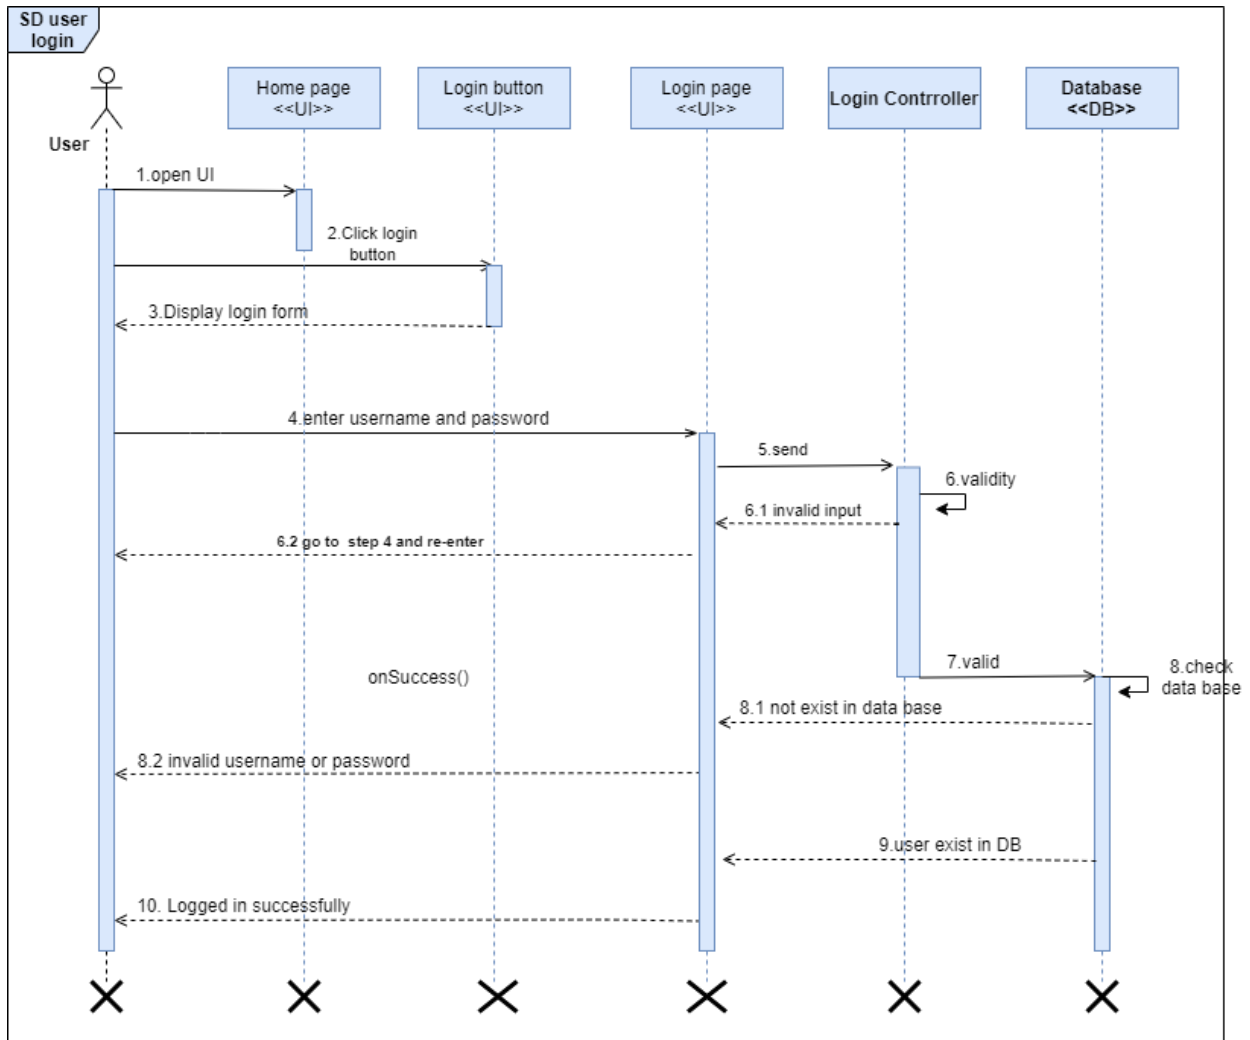 SD user
login
Home page
<<UI>>
Login button
<<UI>>
Login page
<<UI>>
Login Contrroller
Database
<<DB>>
User
1.open UI
2.Click login
button
3.Display login form
4.enter username and password
5.send
6.validity
6.1 invalid input
6.2 go to step 4 and re-enter
7.valid
8.check
data base
onSuccess()
8.1 not exist in data base
8.2 invalid username or password
9.user exist in DB
10. Logged in successfully